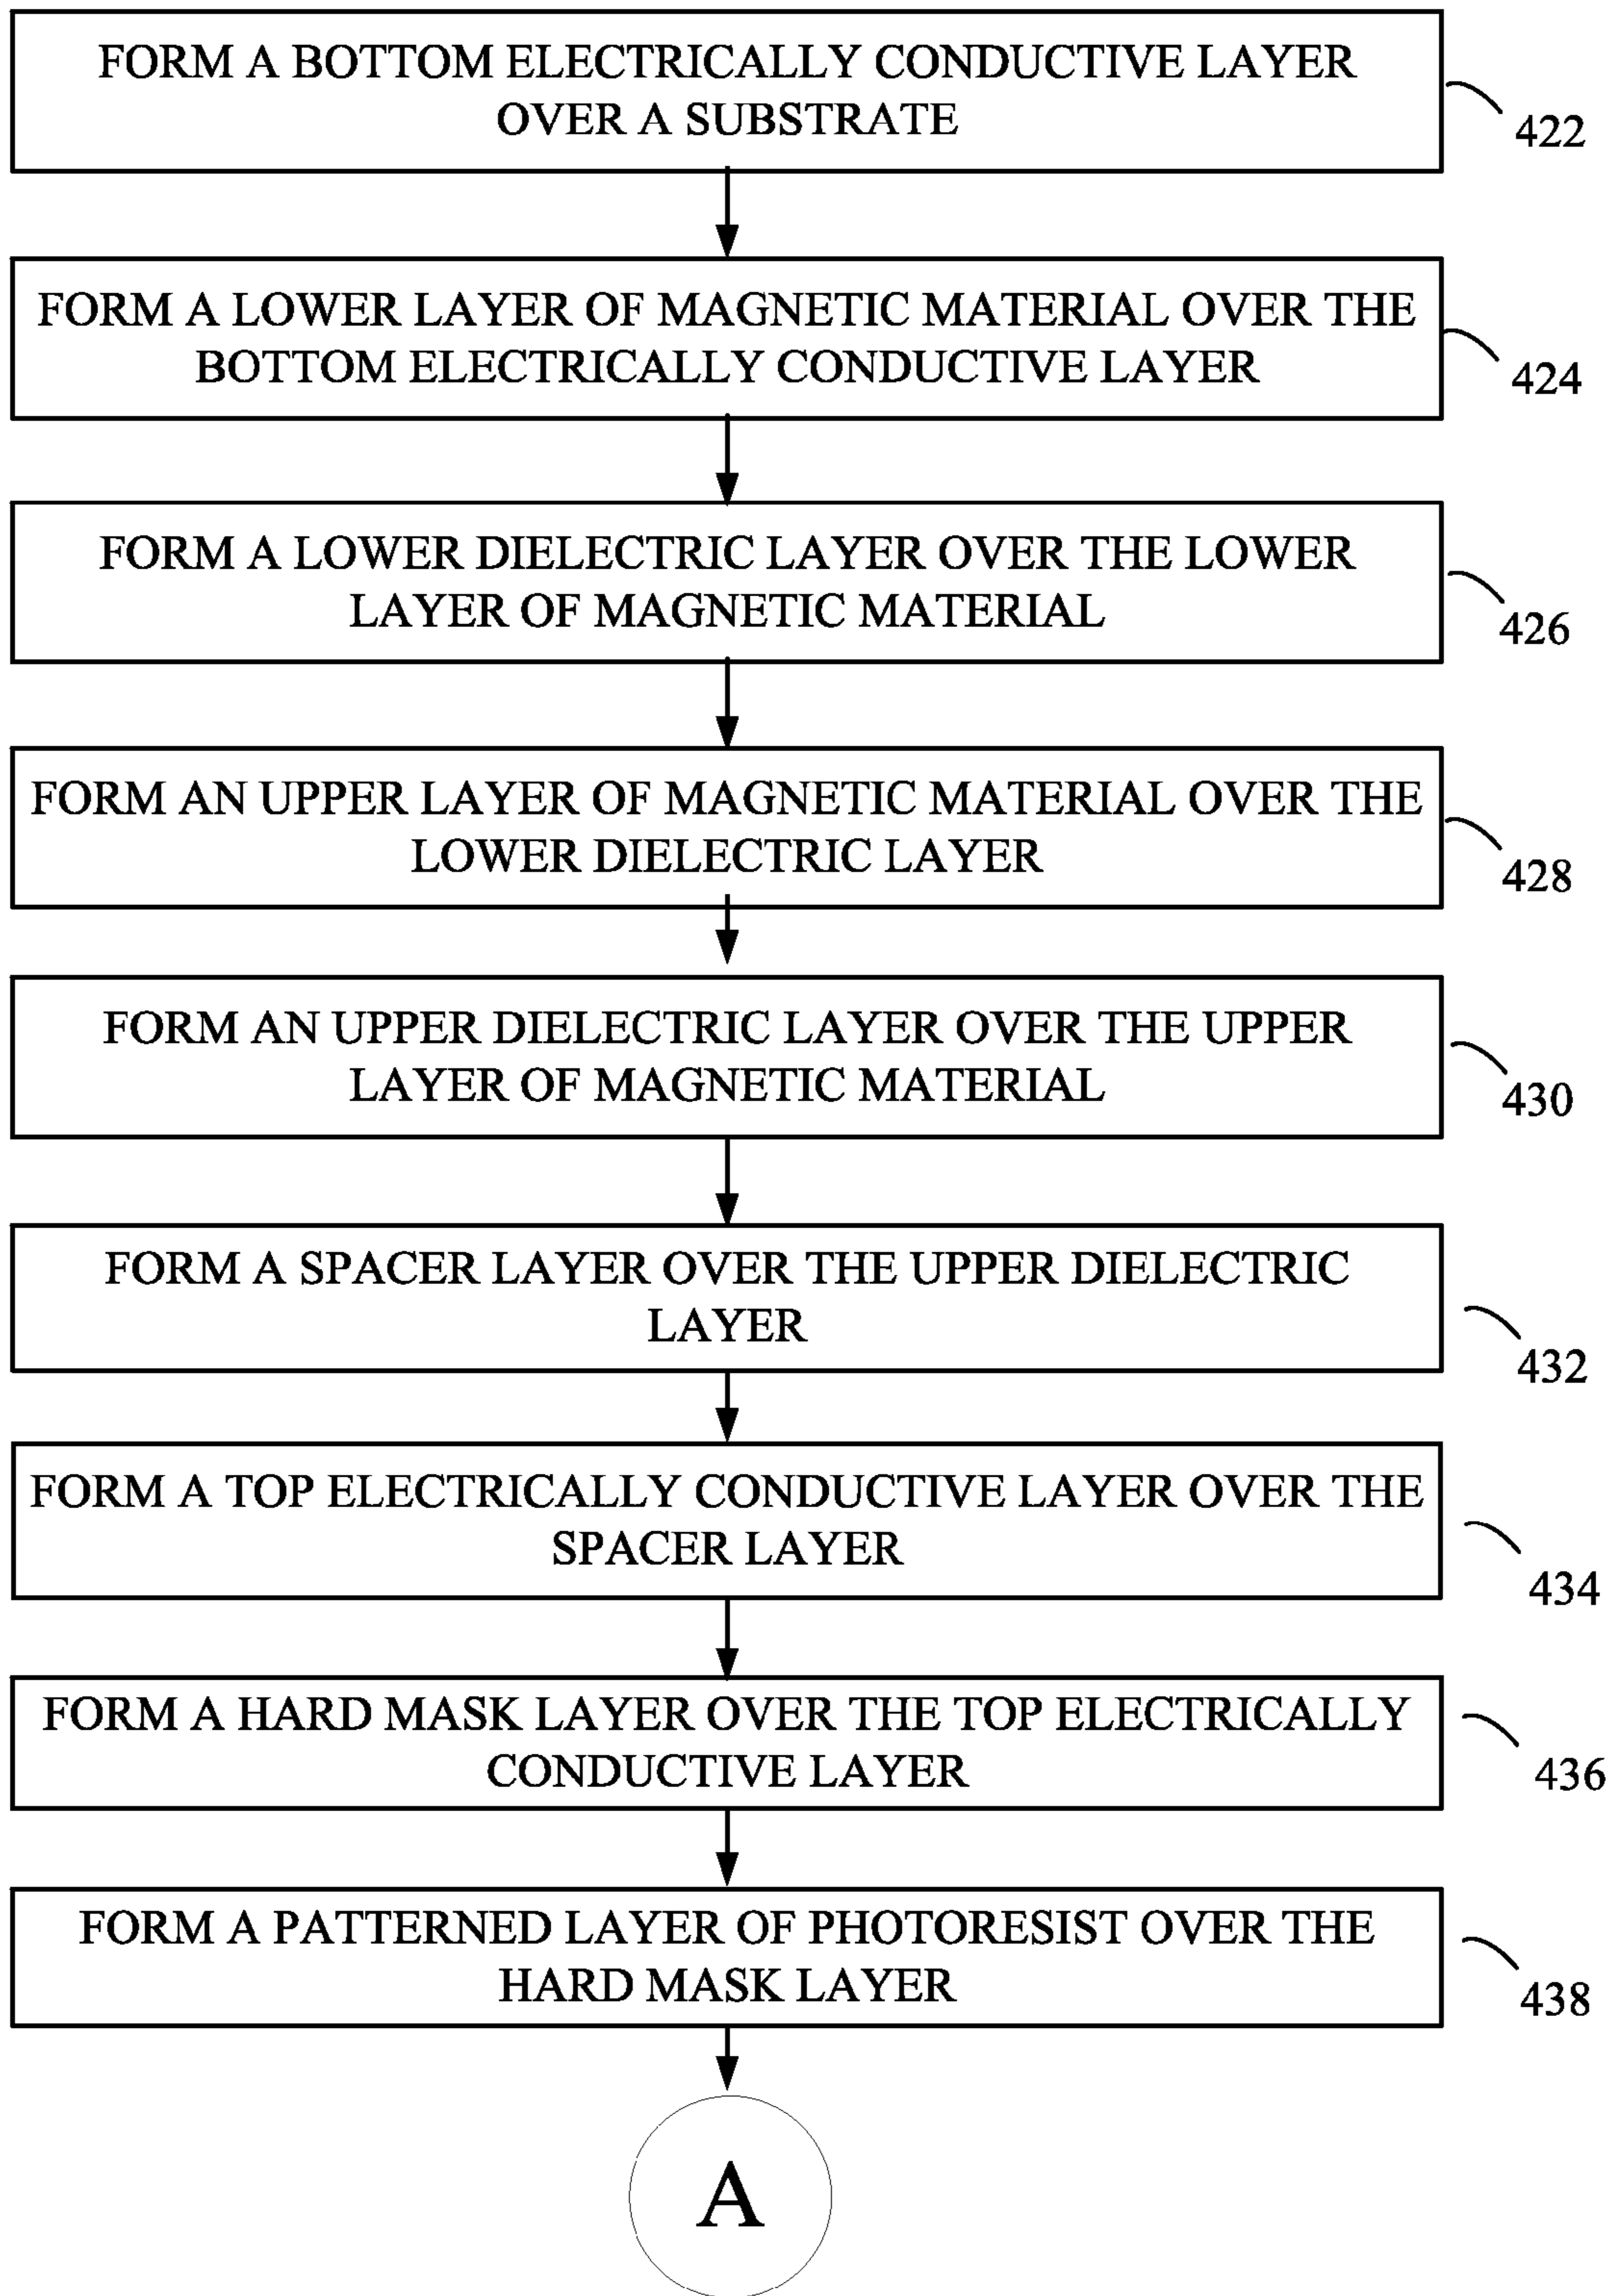 FORM A BOTTOM ELECTRICALLY CONDUCTIVE LAYER
OVER A SUBSTRATE
422
FORM A LOWER LAYER OF MAGNETIC MATERIAL OVER THE
BOTTOM ELECTRICALLY CONDUCTIVE LAYER
424
FORM A LOWER DIELECTRIC LAYER OVER THE LOWER
LAYER OF MAGNETIC MATERIAL
426
FORM AN UPPER LAYER OF MAGNETIC MATERIAL OVER THE
LOWER DIELECTRIC LAYER
428
FORM AN UPPER DIELECTRIC LAYER OVER THE UPPER
LAYER OF MAGNETIC MATERIAL
430
FORM A SPACER LAYER OVER THE UPPER DIELECTRIC
LAYER
432
FORM A TOP ELECTRICALLY CONDUCTIVE LAYER OVER THE
SPACER LAYER
434
FORM A HARD MASK LAYER OVER THE TOP ELECTRICALLY
CONDUCTIVE LAYER
436
FORM A PATTERNED LAYER OF PHOTORESIST OVER THE
HARD MASK LAYER
438
A